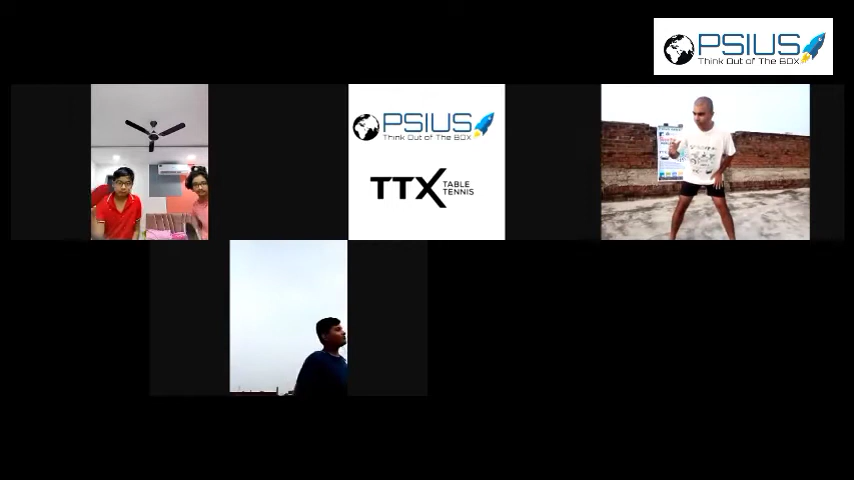 PSIUS
Think Out of The BOX
PSIUS
Think Out of The BOX
TTX TABLE
TENNIS